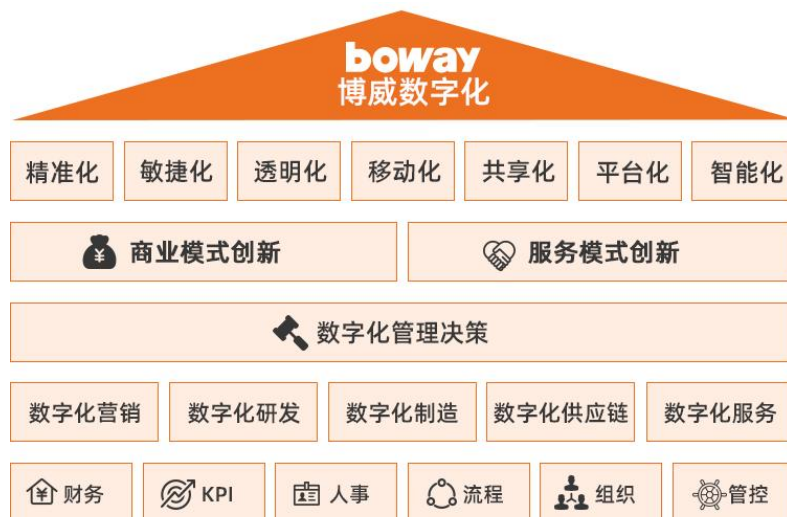 boway
博威数字化
精准化 敏捷化 透明化 移动化 共享化 平台化 智能化
商业模式创新 服务模式创新
数字化管理决策
数字化营销 数字化研发 数字化制造 数字化供应链 数字化服务
财务 KPI 人事 流程 组织 管控